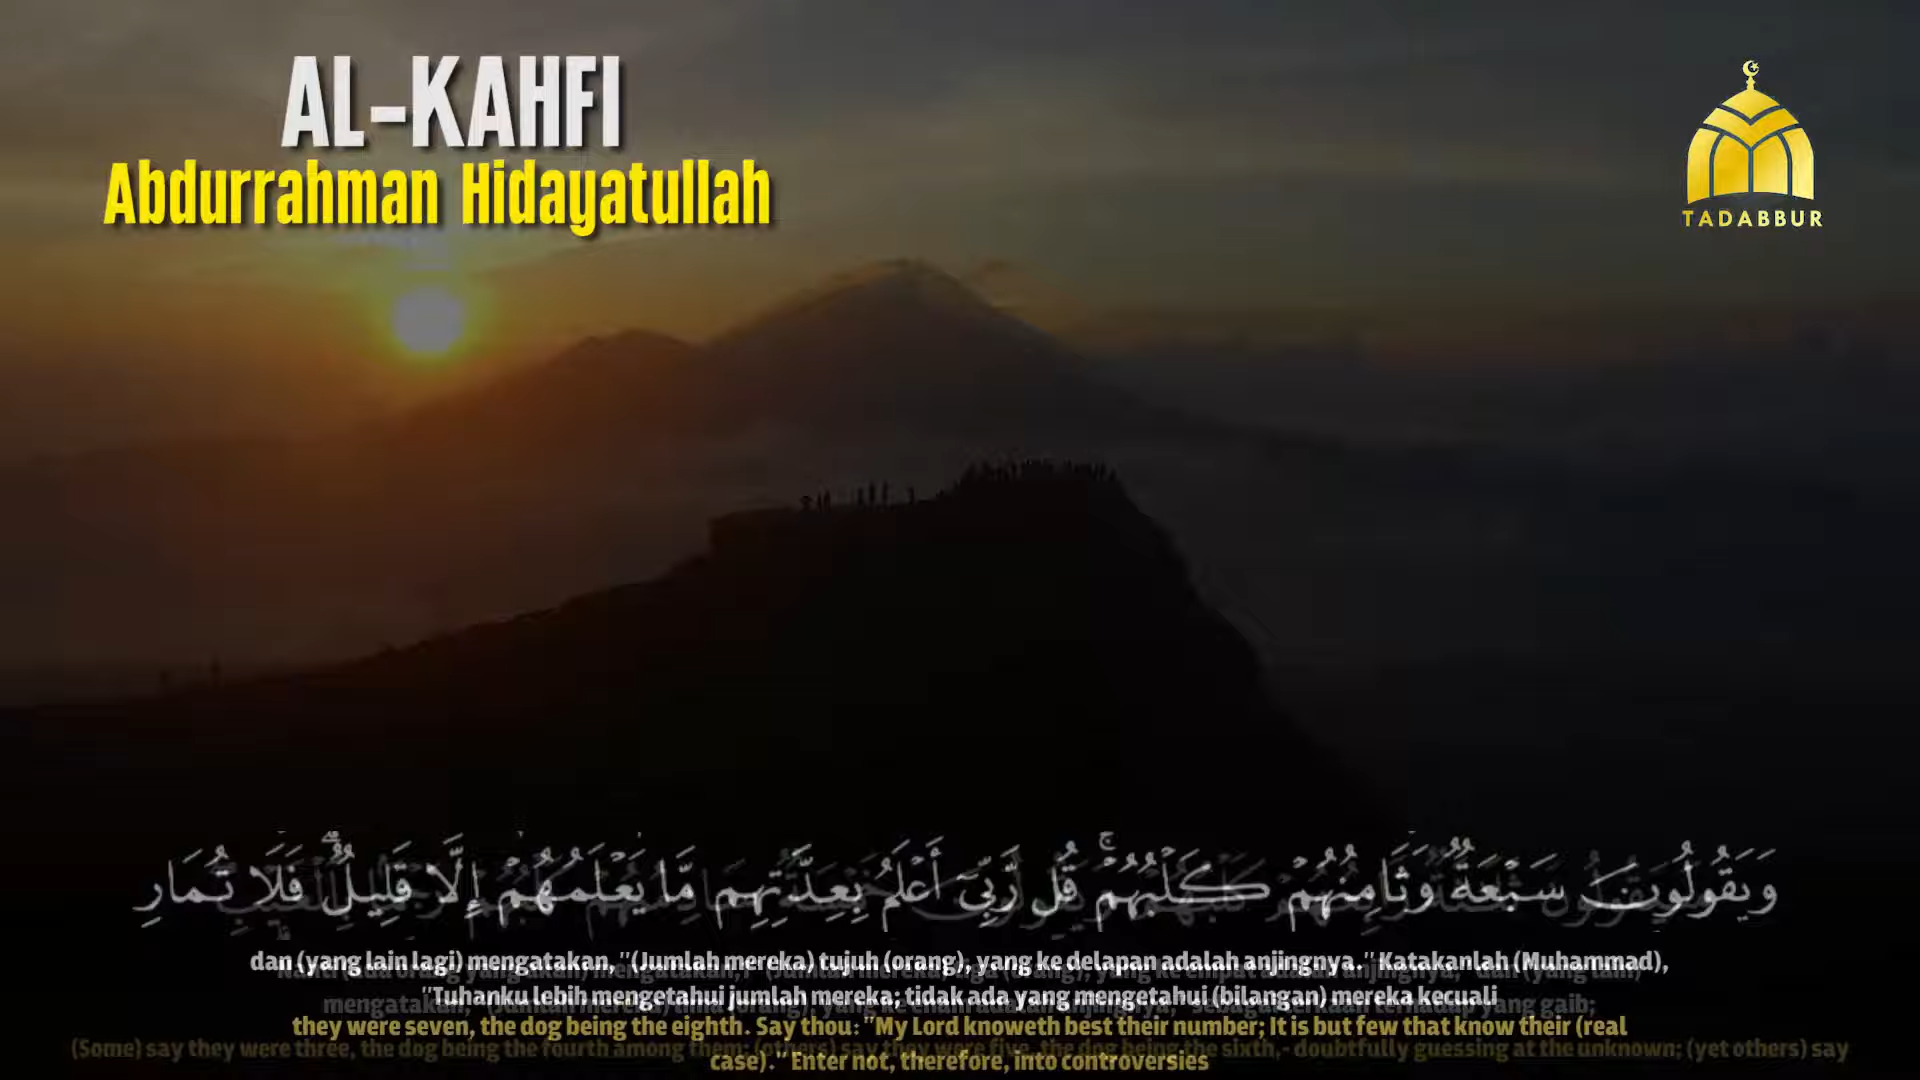 AL-KAHFI
Abdurrahman Hidayatullah
TADABBUR
وَيَقُولُونَ سَبْعَةٌ وَثَامِنُهُمْ كَلْبُهُمْ ۚ قُل رَّبِّىٓ أَعْلَمُ بِعِدَّتِهِم مَّا يَعْلَمُهُمْ إِلَّا قَلِيلٌ ۗ فَلَا تُمَارِ
dan (yang lain lagi) mengatakan, "(Jumlah mereka) tujuh (orang), yang ke delapan adalah anjingnya." Katakanlah (Muhammad),
"Tuhanku lebih mengetahui jumlah mereka; tidak ada yang mengetahui (bilangan) mereka kecuali
they were seven, the dog being the eighth. Say thou: "My Lord knoweth best their number; It is but few that know their (real
(Some) say they were three, the dog being the fourth among them; (others) say they were five, the dog being the sixth,- doubtfully guessing at the unknown; (yet others) say
case)." Enter not, therefore, into controversies